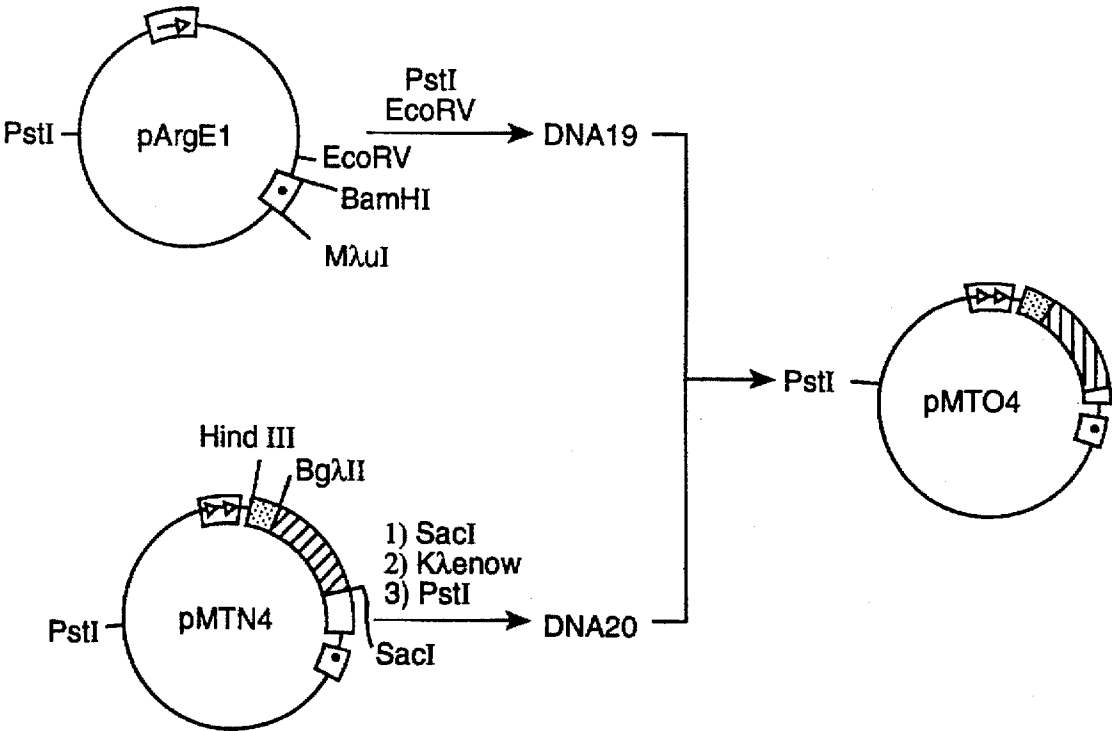 PstI
pArgE1
EcoRV
BamHI
MλuI
PstI
EcoRV
DNA19
Hind III
BgλII
PstI
pMTN4
SacI
1) SacI
2) Kλenow
3) PstI
DNA20
PstI
pMTO4